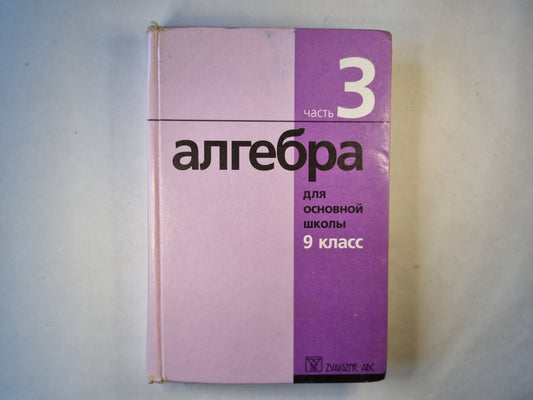 часть 3
алгебра
для
основной
школы
9 класс
ZVAIGZNE ABC